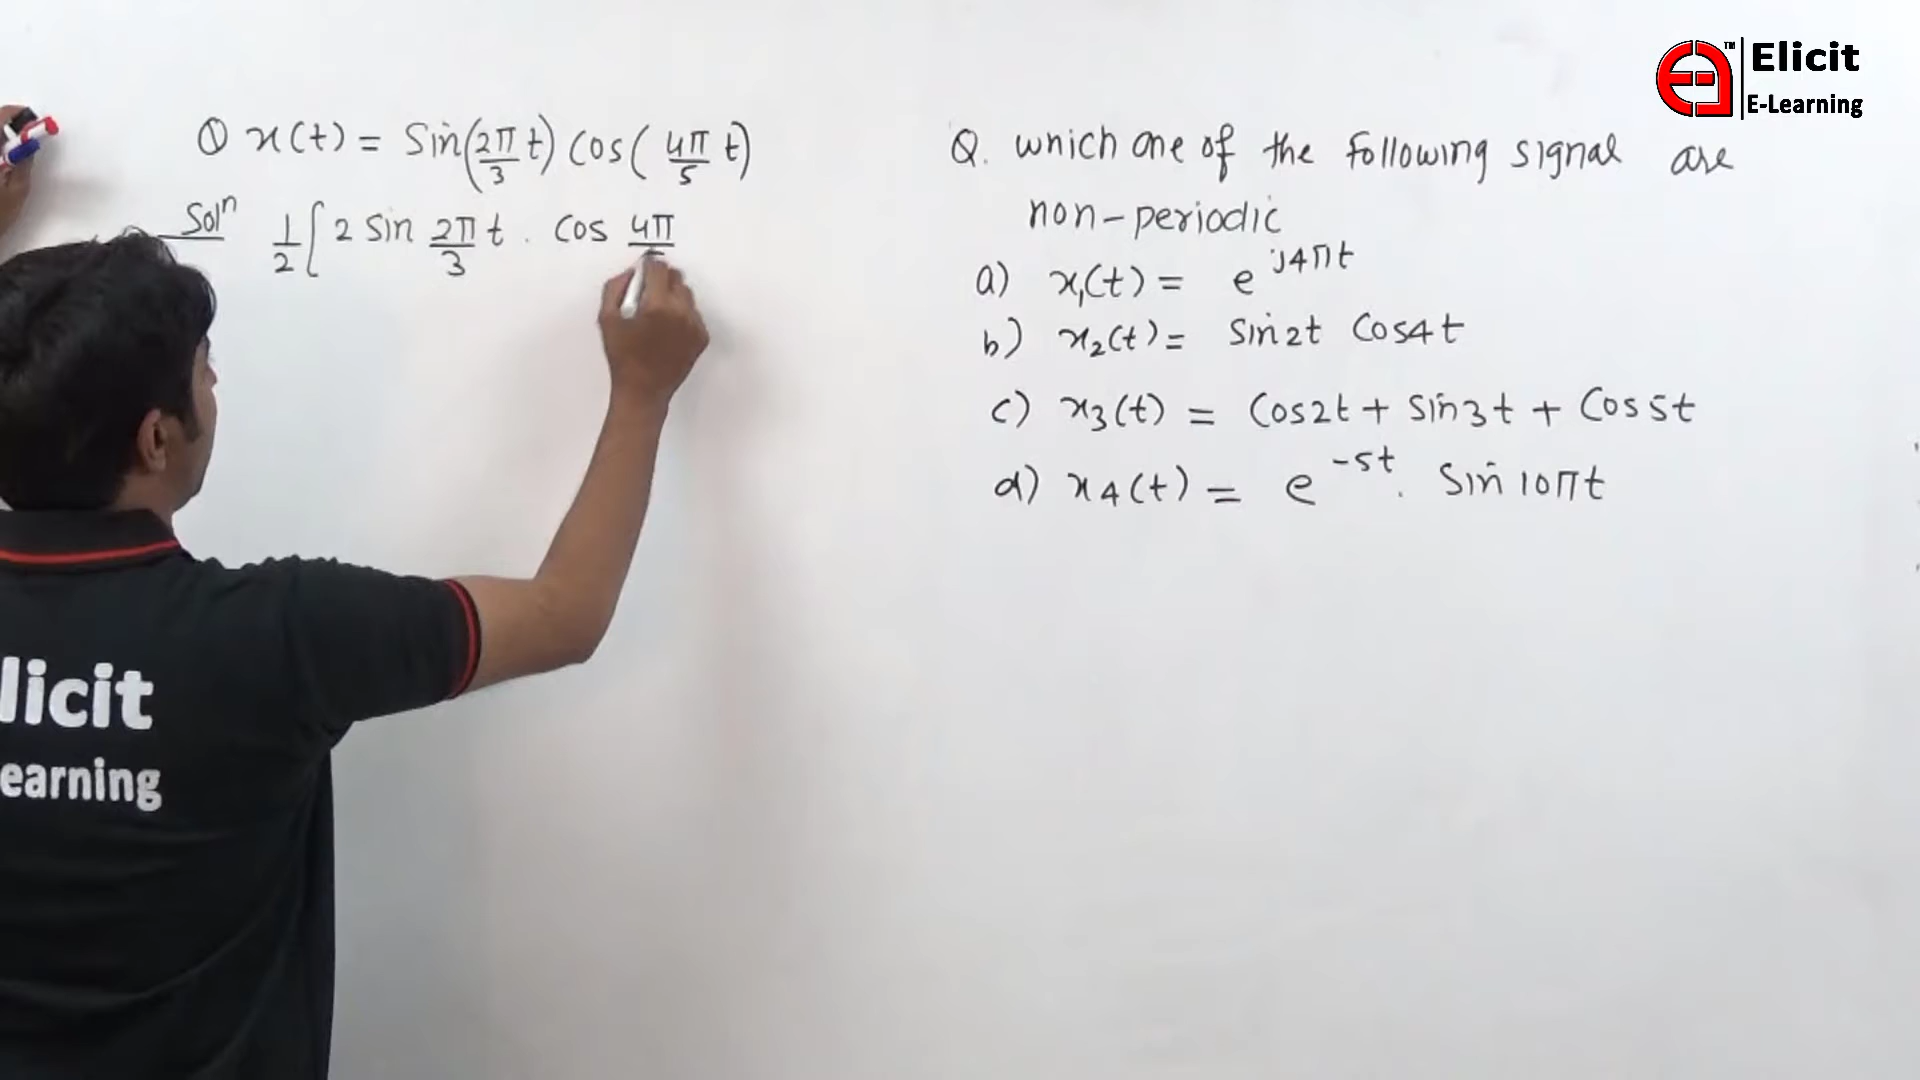 TM Elicit
E-Learning
① x(t) = Sin(2π/3 t) Cos(4π/5 t)
Solⁿ 1/2 [ 2 Sin 2π/3 t . Cos 4π
Q. which one of the following signal are
non-periodic
a) x₁(t) = e^j4πt
b) x₂(t) = Sin2t Cos4t
c) x₃(t) = Cos2t + Sin3t + Cos5t
d) x₄(t) = e^-5t . Sin10πt
licit
earning